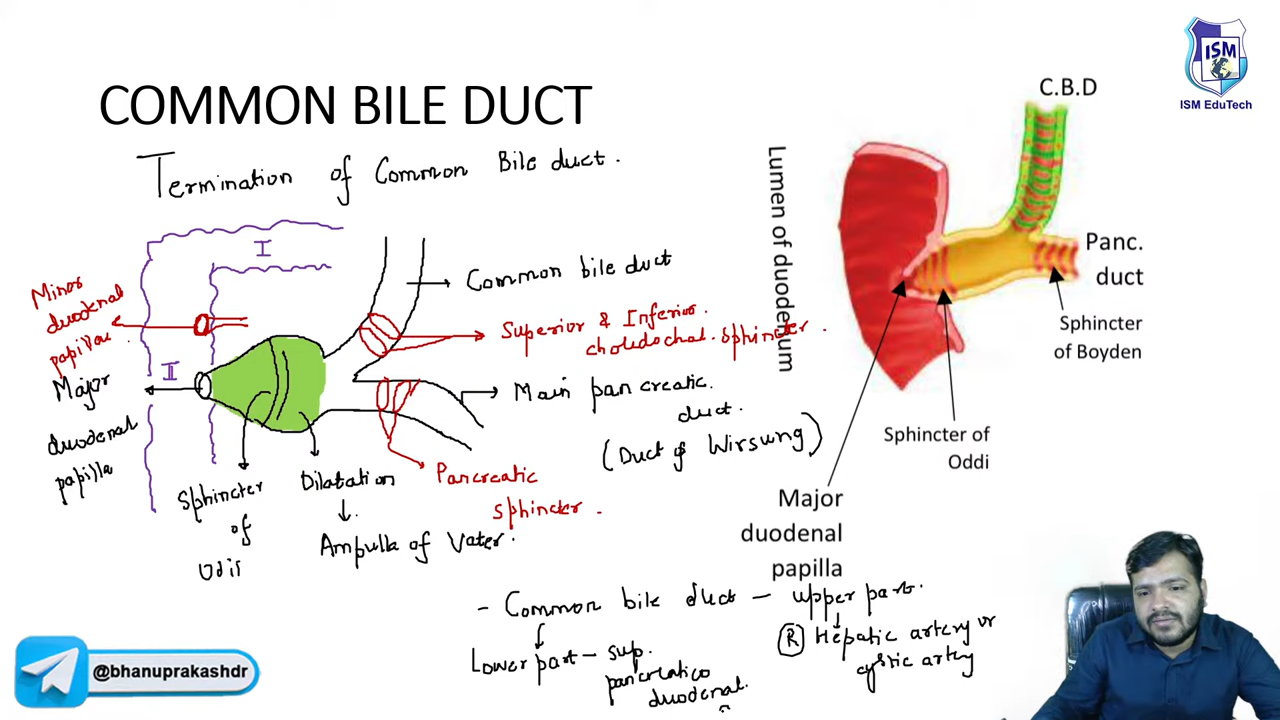 ISM
ISM EduTech
COMMON BILE DUCT
Termination of Common Bile duct.
I
II
Minor
duodenal
papillae
Major
duodenal
papilla
Common bile duct
Superior & Inferior
choledochal sphincter.
Main pancreatic
duct.
(Duct of Wirsung)
Pancreatic
sphincter.
Sphincter
of
Odii
Dilatation
Ampulla of Vater.
C.B.D
Lumen of duodenum
Panc.
duct
Sphincter
of Boyden
Sphincter of
Oddi
Major
duodenal
papilla
- Common bile duct - upper part.
R Hepatic artery or
cystic artery
Lower part - sup.
pancreatico
duodenal.
@bhanuprakashdr